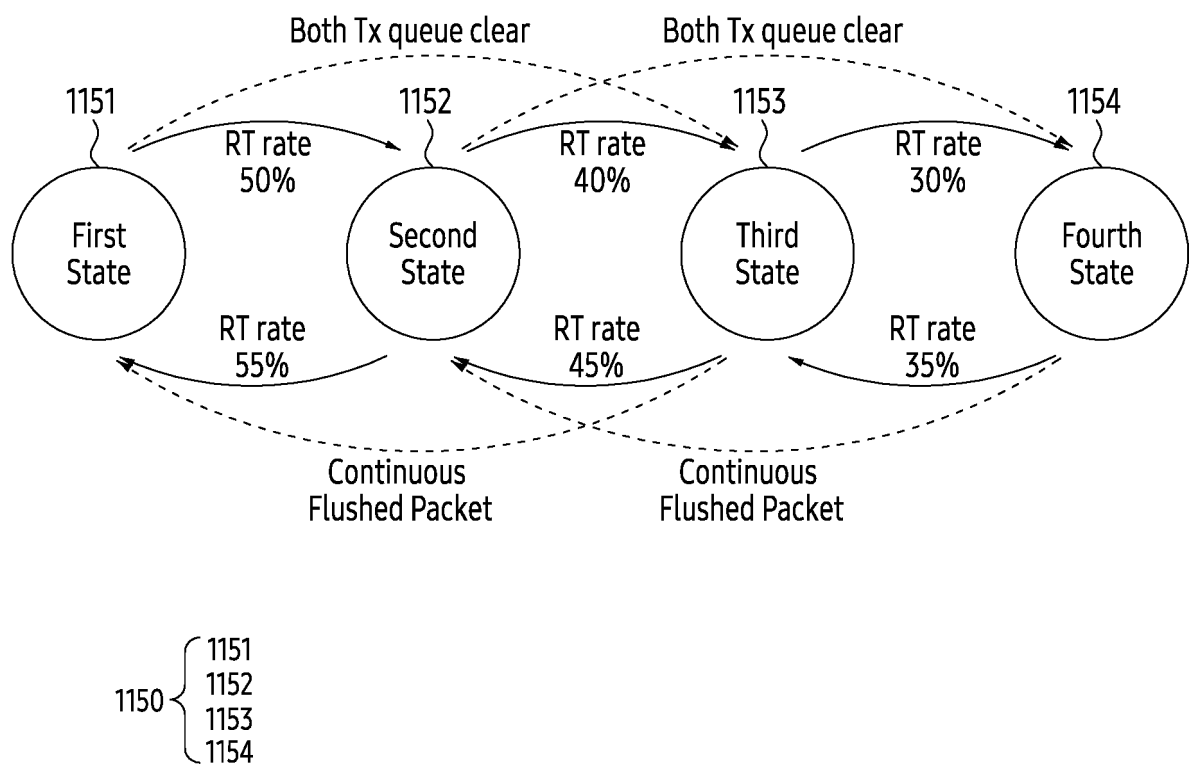 Both Tx queue clear
Both Tx queue clear
1151
1152
1153
1154
RT rate
50%
RT rate
40%
RT rate
30%
First
State
Second
State
Third
State
Fourth
State
RT rate
55%
RT rate
45%
RT rate
35%
Continuous
Flushed Packet
Continuous
Flushed Packet
1150
1151
1152
1153
1154